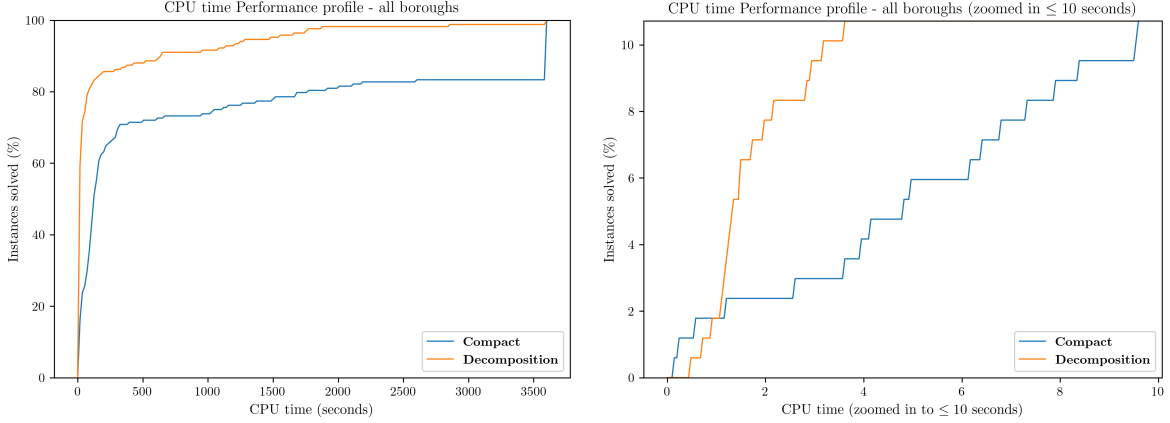 CPU time Performance profile - all boroughs
100
80
60
40
20
0
Instances solved (%)
0 500 1000 1500 2000 2500 3000 3500
CPU time (seconds)
Compact
Decomposition
CPU time Performance profile - all boroughs (zoomed in ≤ 10 seconds)
10
8
6
4
2
0
Instances solved (%)
0 2 4 6 8 10
CPU time (zoomed in to ≤ 10 seconds)
Compact
Decomposition